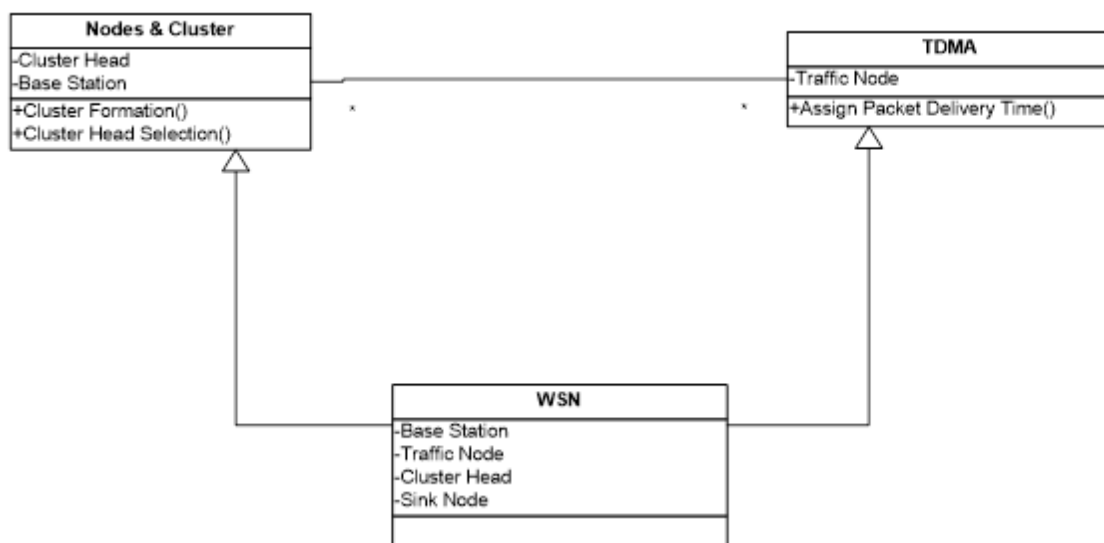 Nodes & Cluster
-Cluster Head
-Base Station
+Cluster Formation()
+Cluster Head Selection()
*
*
TDMA
-Traffic Node
+Assign Packet Delivery Time()
WSN
-Base Station
-Traffic Node
-Cluster Head
-Sink Node